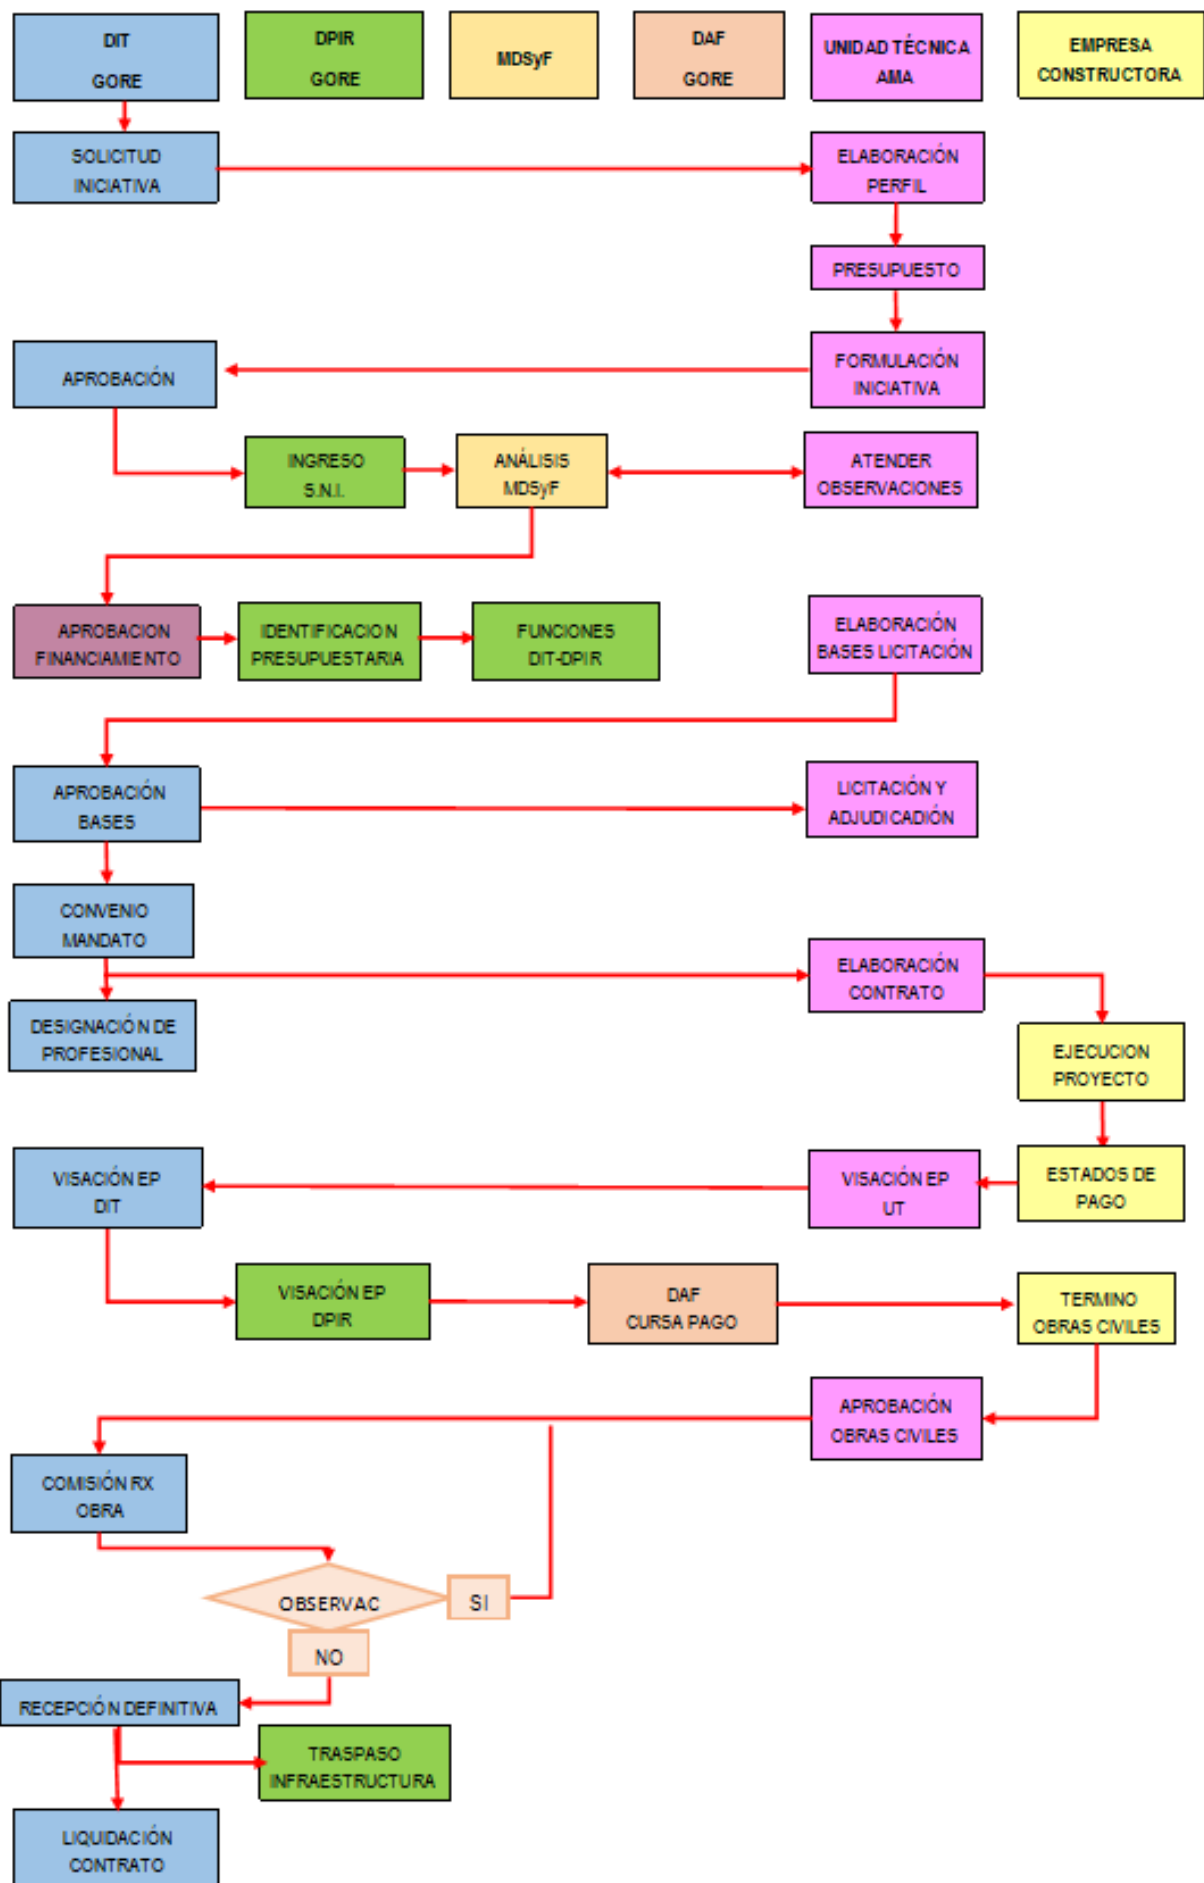 DIT
GORE
DPIR
GORE
MDSyF
DAF
GORE
UNIDAD TÉCNICA
AMA
EMPRESA
CONSTRUCTORA
SOLICITUD
INICIATIVA
ELABORACIÓN
PERFIL
PRESUPUESTO
APROBACIÓN
FORMULACIÓN
INICIATIVA
INGRESO
S.N.I.
ANÁLISIS
MDSyF
ATENDER
OBSERVACIONES
APROBACION
FINANCIAMIENTO
IDENTIFICACION
PRESUPUESTARIA
FUNCIONES
DIT-DPIR
ELABORACIÓN
BASES LICITACIÓN
APROBACIÓN
BASES
LICITACIÓN Y
ADJUDICADIÓN
CONVENIO
MANDATO
ELABORACIÓN
CONTRATO
DESIGNACIÓN DE
PROFESIONAL
EJECUCION
PROYECTO
VISACIÓN EP
DIT
VISACIÓN EP
UT
ESTADOS DE
PAGO
VISACIÓN EP
DPIR
DAF
CURSA PAGO
TERMINO
OBRAS CIVILES
APROBACIÓN
OBRAS CIVILES
COMISIÓN RX
OBRA
OBSERVAC
SI
NO
RECEPCIÓN DEFINITIVA
TRASPASO
INFRAESTRUCTURA
LIQUIDACIÓN
CONTRATO